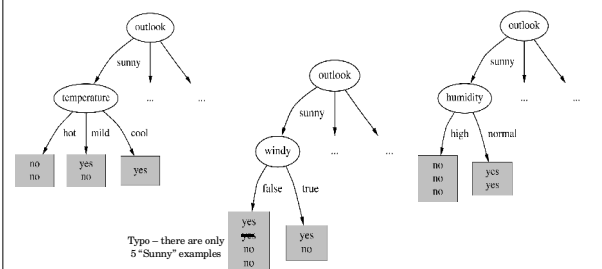 outlook
sunny
temperature
...
...
hot
mild
cool
no
no
yes
no
yes
outlook
sunny
windy
...
...
false
true
yes
yes
no
no
yes
no
Typo – there are only
5 “Sunny” examples
outlook
sunny
humidity
...
...
high
normal
no
no
no
yes
yes